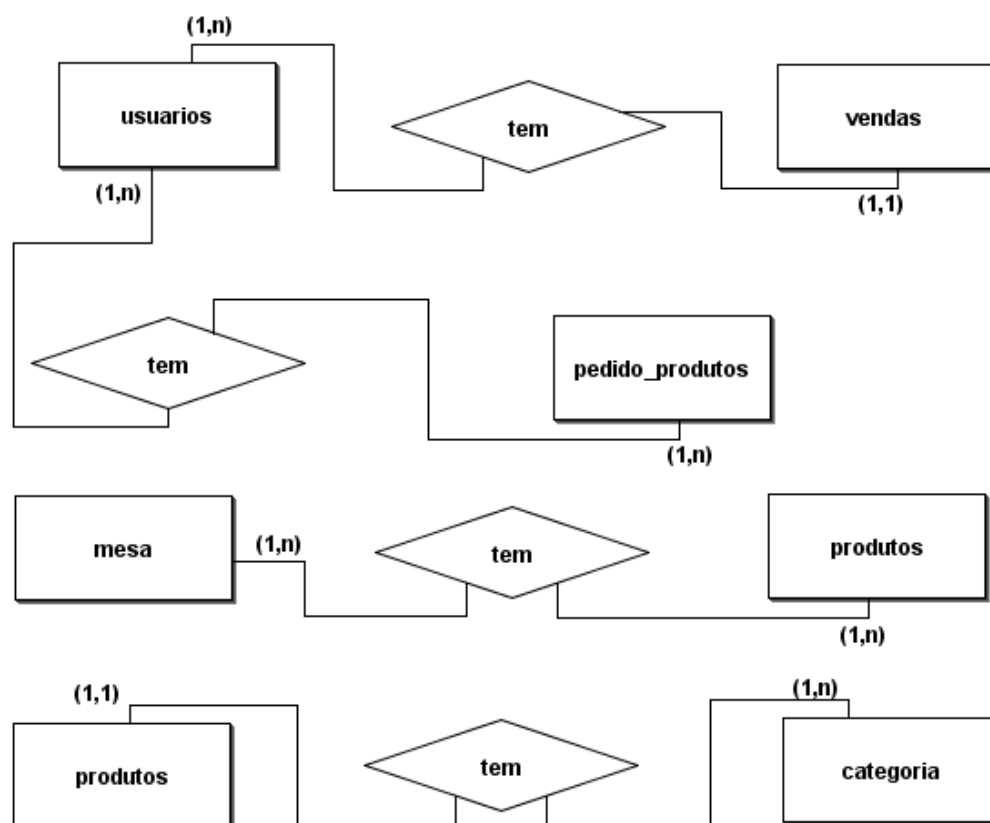 (1,n)
usuarios
tem
vendas
(1,n)
(1,1)
tem
pedido_produtos
(1,n)
mesa
(1,n)
tem
produtos
(1,n)
(1,1)
(1,n)
produtos
tem
categoria